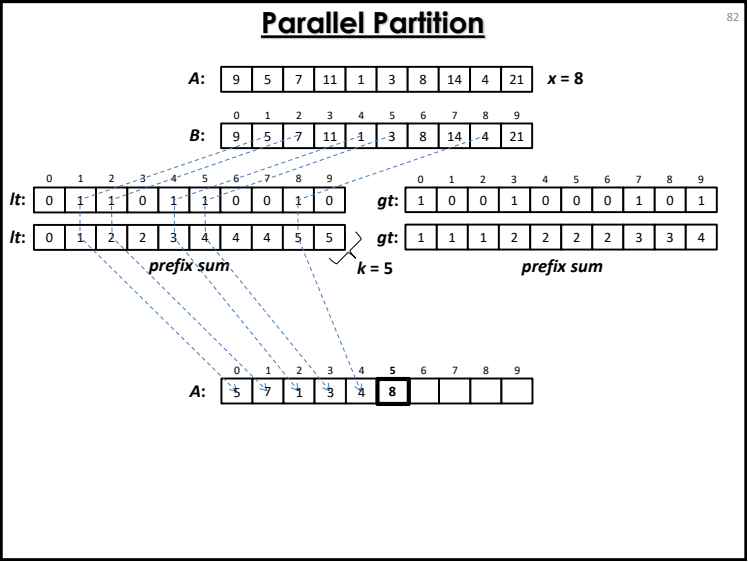 82
Parallel Partition
A: 9 5 7 11 1 3 8 14 4 21 x = 8
0 1 2 3 4 5 6 7 8 9
B: 9 5 7 11 1 3 8 14 4 21
0 1 2 3 4 5 6 7 8 9
lt: 0 1 1 0 1 1 0 0 1 0
0 1 2 3 4 5 6 7 8 9
gt: 1 0 0 1 0 0 0 1 0 1
lt: 0 1 2 2 3 4 4 4 5 5
gt: 1 1 1 2 2 2 2 3 3 4
prefix sum
k = 5
prefix sum
0 1 2 3 4 5 6 7 8 9
A: 5 7 1 3 4 8